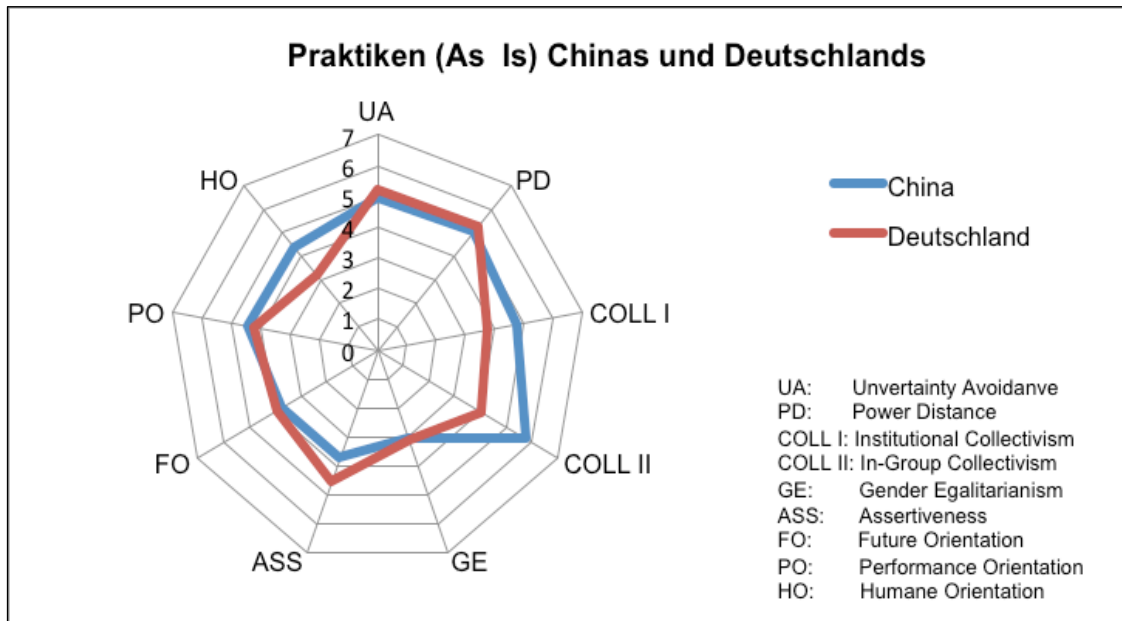 Praktiken (As Is) Chinas und Deutschlands
UA
PD
COLL I
COLL II
GE
ASS
FO
PO
HO
7
6
5
4
3
2
1
0
China
Deutschland
UA: Unvertainty Avoidanve
PD: Power Distance
COLL I: Institutional Collectivism
COLL II: In-Group Collectivism
GE: Gender Egalitarianism
ASS: Assertiveness
FO: Future Orientation
PO: Performance Orientation
HO: Humane Orientation